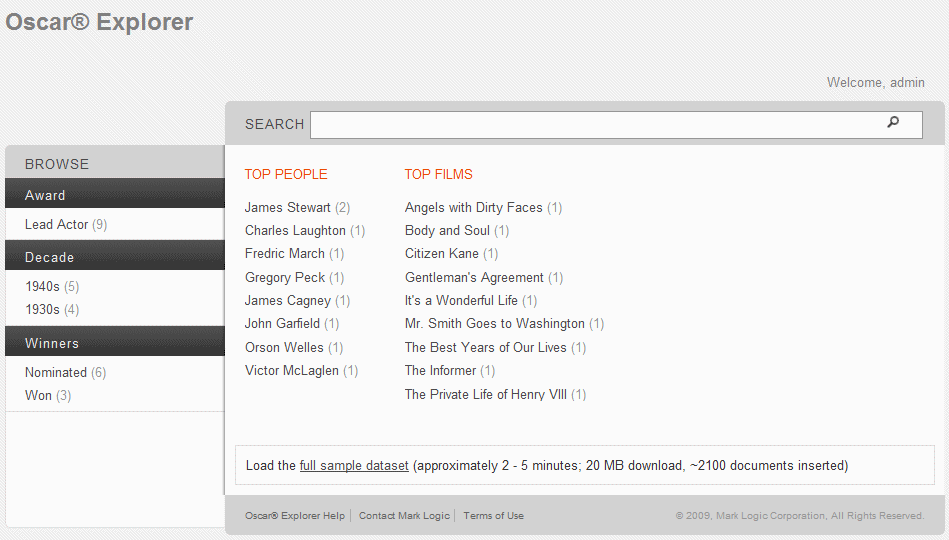 Oscar® Explorer
Welcome, admin
SEARCH
BROWSE
Award
Lead Actor (9)
Decade
1940s (5)
1930s (4)
Winners
Nominated (6)
Won (3)
TOP PEOPLE
James Stewart (2)
Charles Laughton (1)
Fredric March (1)
Gregory Peck (1)
James Cagney (1)
John Garfield (1)
Orson Welles (1)
Victor McLaglen (1)
TOP FILMS
Angels with Dirty Faces (1)
Body and Soul (1)
Citizen Kane (1)
Gentleman's Agreement (1)
It's a Wonderful Life (1)
Mr. Smith Goes to Washington (1)
The Best Years of Our Lives (1)
The Informer (1)
The Private Life of Henry VIII (1)
Load the full sample dataset (approximately 2 - 5 minutes; 20 MB download, ~2100 documents inserted)
Oscar® Explorer Help | Contact Mark Logic | Terms of Use
© 2009, Mark Logic Corporation, All Rights Reserved.